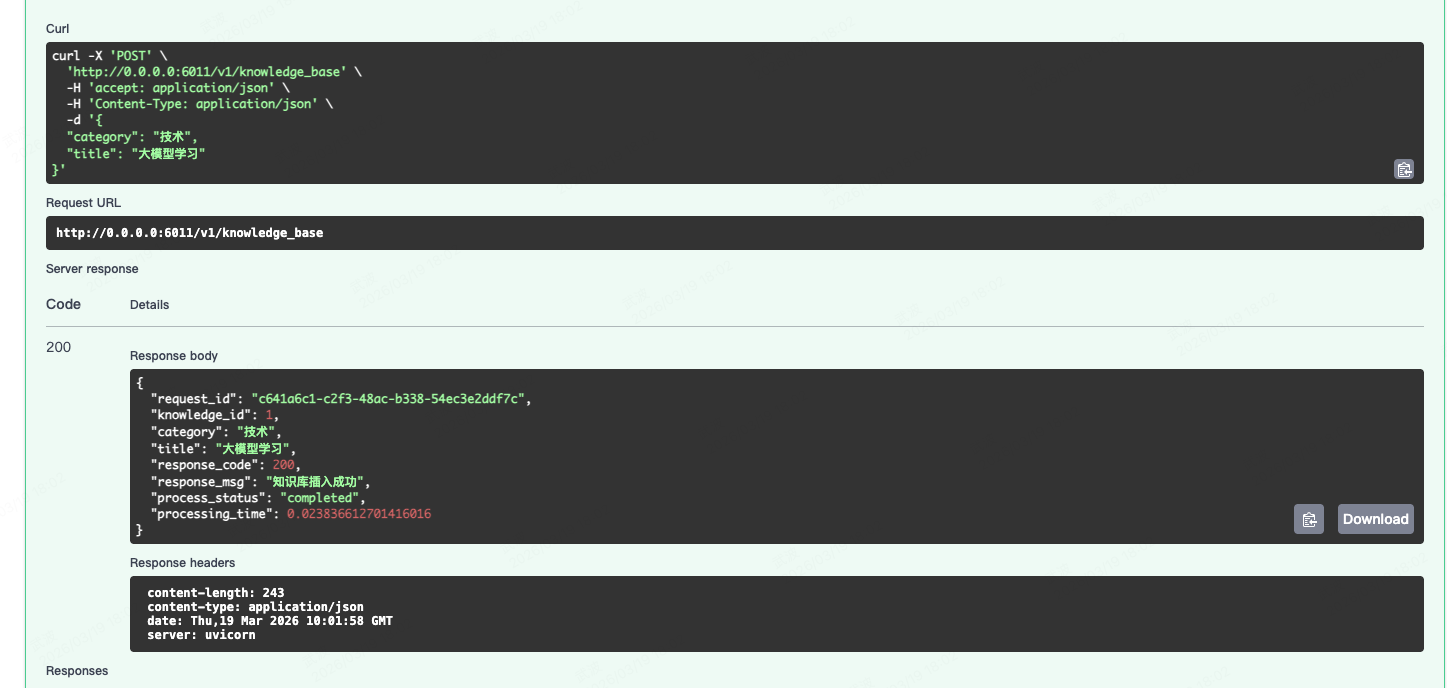 Curl
curl -X 'POST' \
  'http://0.0.0.0:6011/v1/knowledge_base' \
  -H 'accept: application/json' \
  -H 'Content-Type: application/json' \
  -d '{
  "category": "技术",
  "title": "大模型学习"
}'
Request URL
http://0.0.0.0:6011/v1/knowledge_base
Server response
Code Details
200
Response body
{
  "request_id": "c641a6c1-c2f3-48ac-b338-54ec3e2ddf7c",
  "knowledge_id": 1,
  "category": "技术",
  "title": "大模型学习",
  "response_code": 200,
  "response_msg": "知识库插入成功",
  "process_status": "completed",
  "processing_time": 0.023836612701416016
}
Download
Response headers
content-length: 243
content-type: application/json
date: Thu,19 Mar 2026 10:01:58 GMT
server: uvicorn
Responses